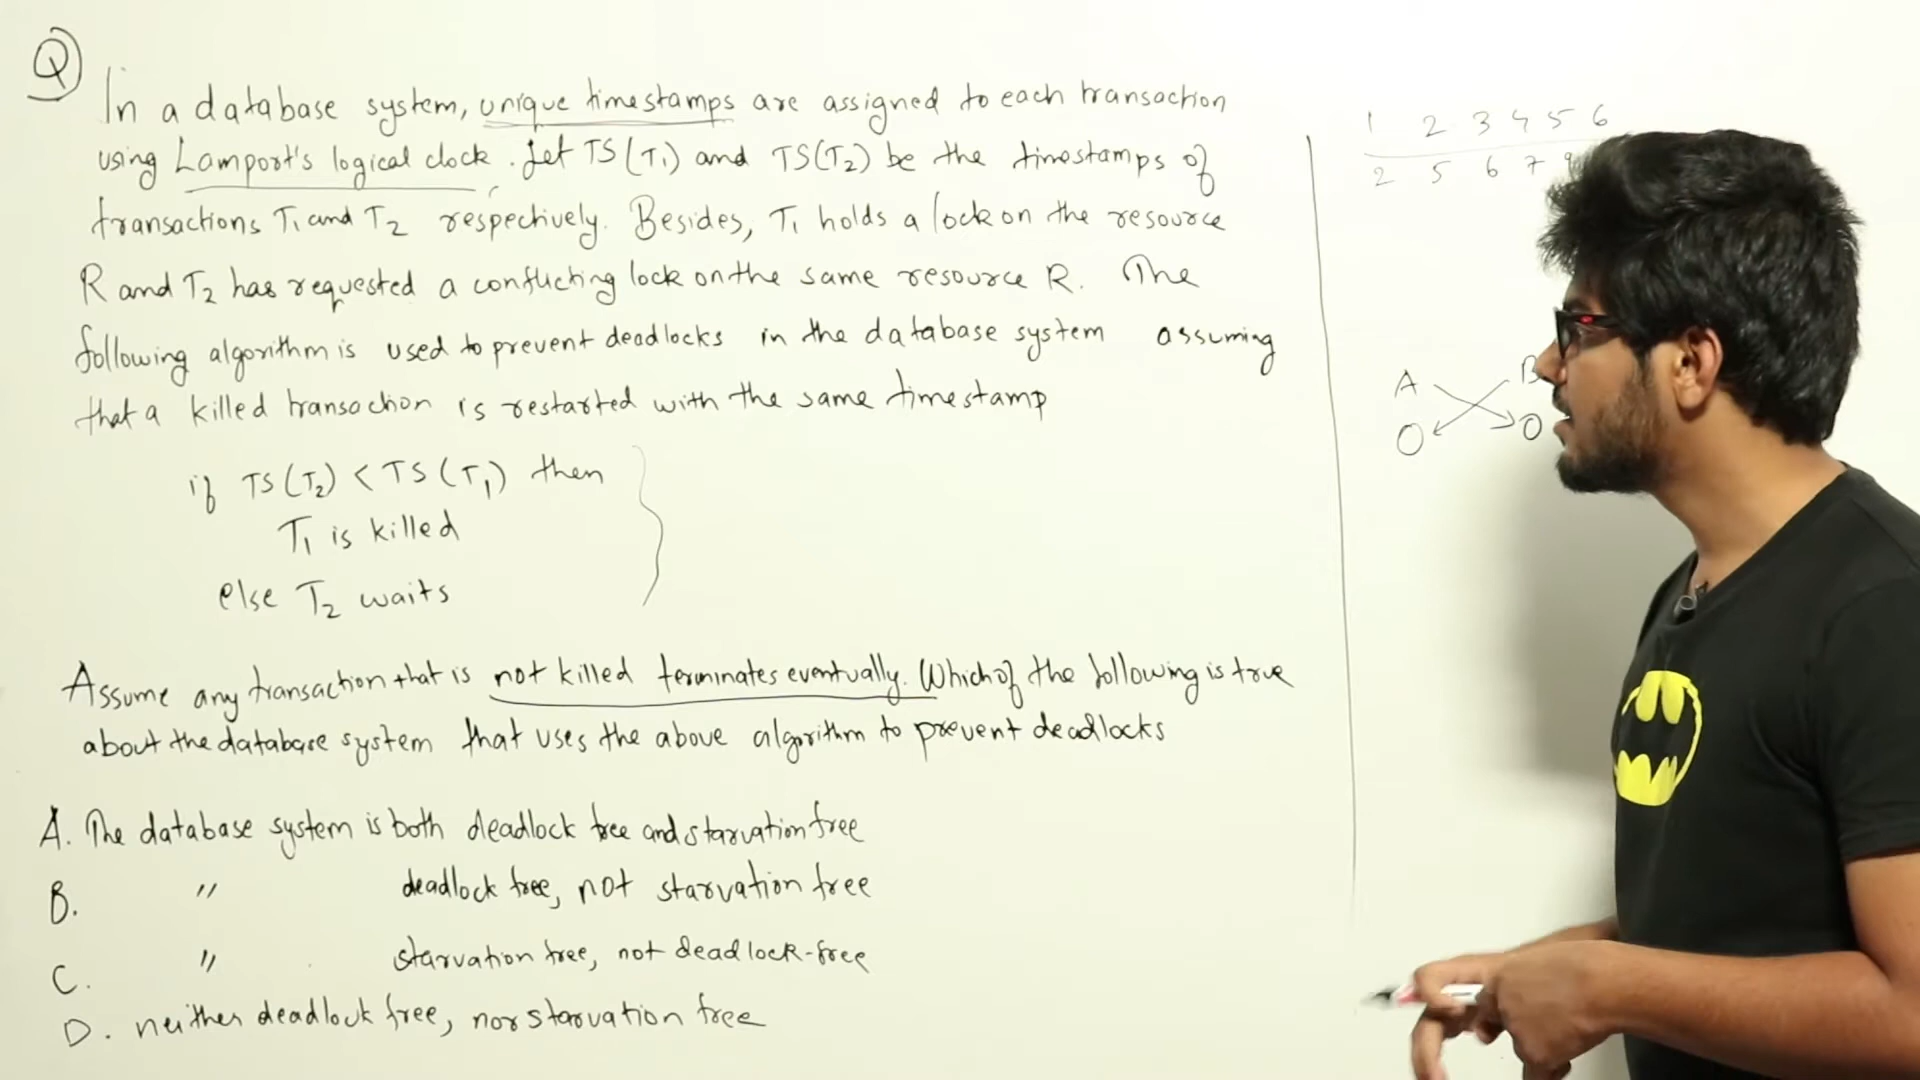 Q
In a database system, unique timestamps are assigned to each transaction
using Lamport's logical clock. Let TS(T1) and TS(T2) be the timestamps of
transactions T1 and T2 respectively. Besides, T1 holds a lock on the resource
R and T2 has requested a conflicting lock on the same resource R. The
following algorithm is used to prevent deadlocks in the database system assuming
that a killed transaction is restarted with the same timestamp
if TS(T2) < TS(T1) then
T1 is killed
else T2 waits
Assume any transaction that is not killed terminates eventually. Which of the following is true
about the database system that uses the above algorithm to prevent deadlocks
A. The database system is both deadlock free and starvation free
B. " deadlock free, not starvation free
C. " starvation free, not deadlock-free
D. neither deadlock free, nor starvation free
1 2 3 4 5 6
2 5 6 7
A B
O O